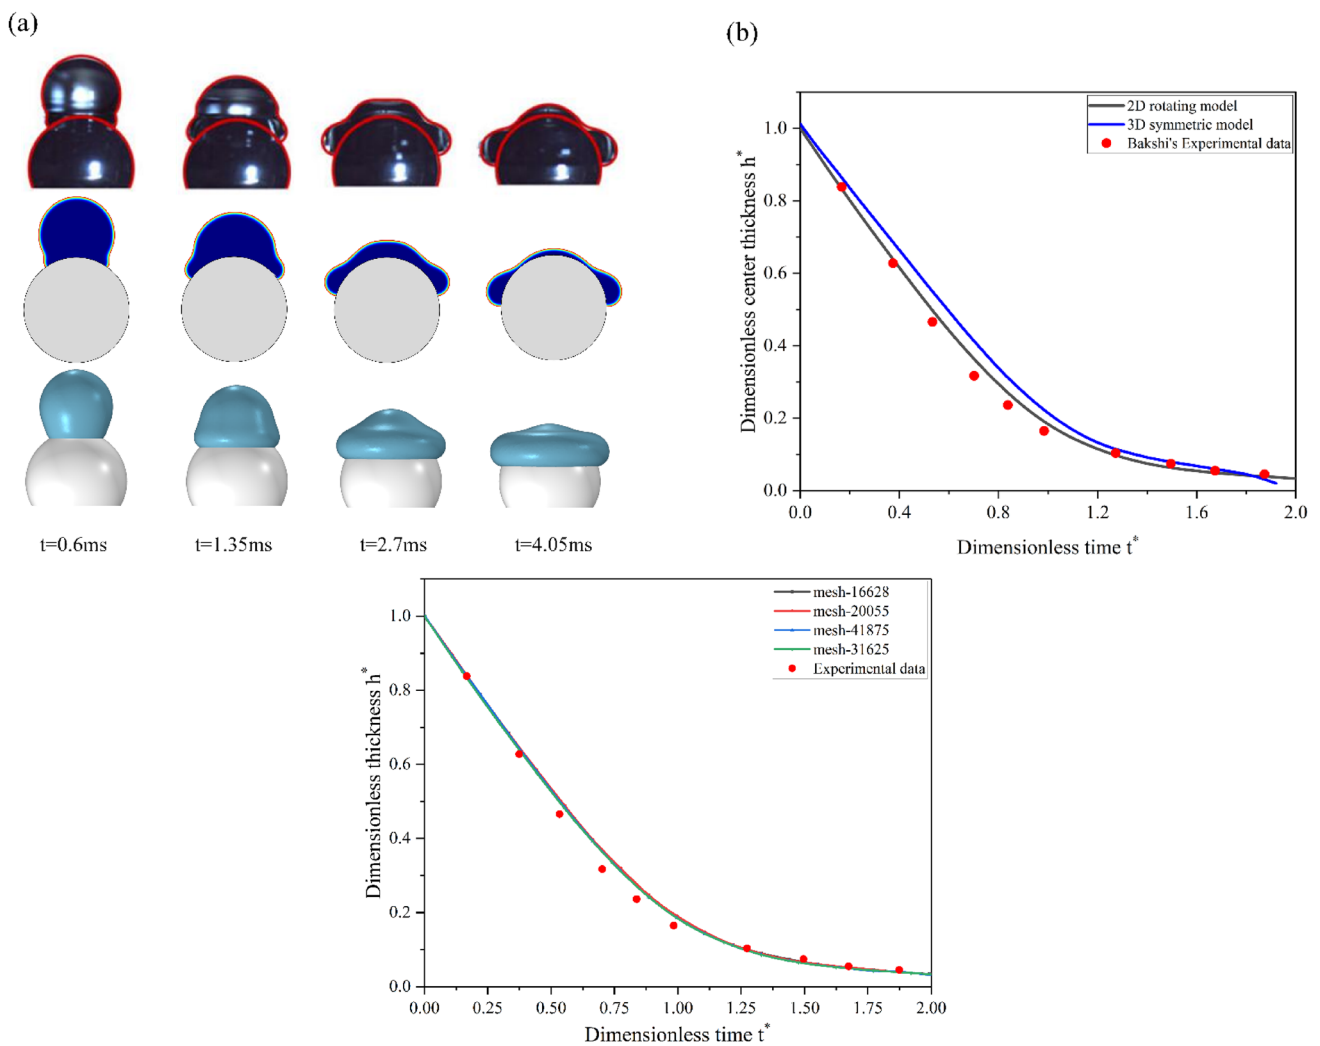 (a)
t=0.6ms
t=1.35ms
t=2.7ms
t=4.05ms
(b)
2D rotating model
3D symmetric model
Bakshi's Experimental data
Dimensionless center thickness h*
1.0
0.8
0.6
0.4
0.2
0.0
0.0
0.4
0.8
1.2
1.6
2.0
Dimensionless time t*
mesh-16628
mesh-20055
mesh-41875
mesh-31625
Experimental data
Dimensionless thickness h*
1.0
0.8
0.6
0.4
0.2
0.0
0.00
0.25
0.50
0.75
1.00
1.25
1.50
1.75
2.00
Dimensionless time t*